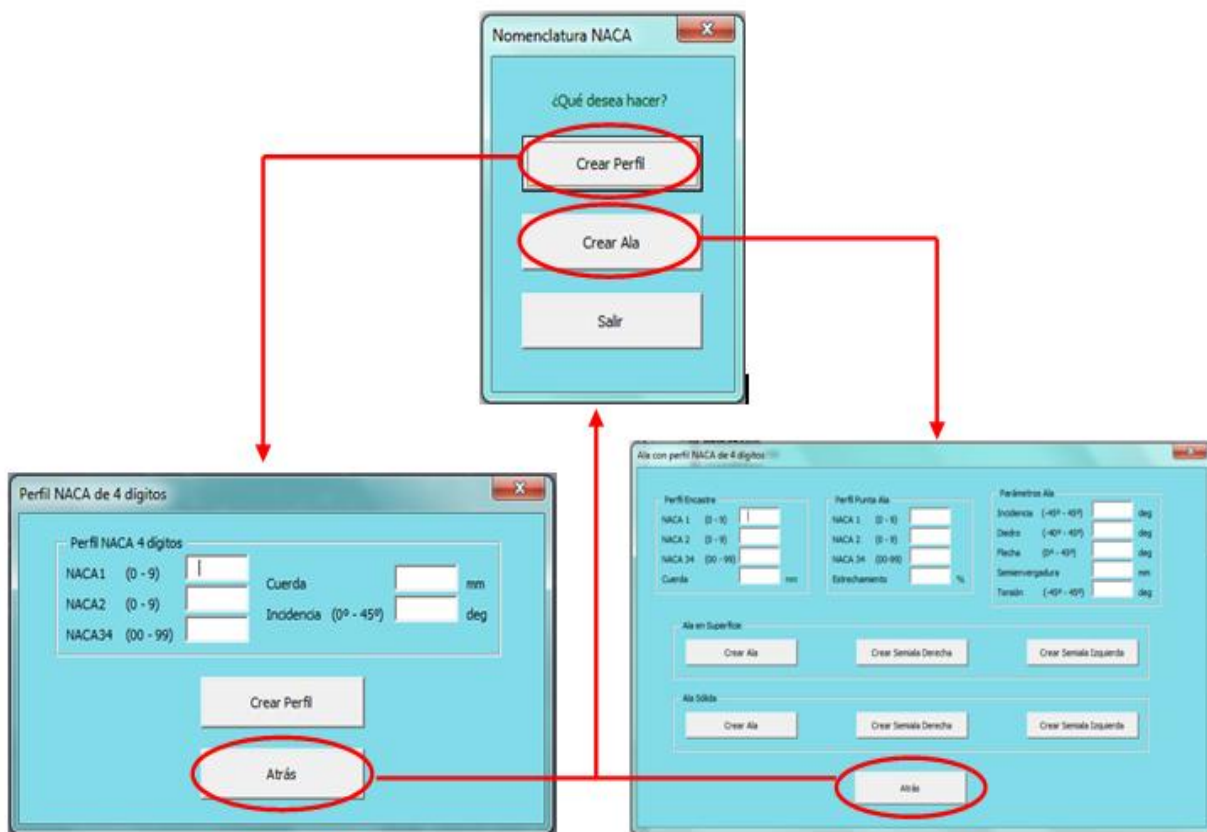 Nomenclatura NACA
¿Qué desea hacer?
Crear Perfil
Crear Ala
Salir
Perfil NACA de 4 dígitos
Perfil NACA 4 dígitos
NACA1 (0 - 9)
NACA2 (0 - 9)
NACA34 (00 - 99)
Cuerda mm
Incidencia (0º - 45º) deg
Crear Perfil
Atrás
Ala con perfil NACA de 4 dígitos
Perfil Encastre
NACA 1 (0 - 9)
NACA 2 (0 - 9)
NACA 34 (00 - 99)
Cuerda mm
Perfil Punta Ala
NACA 1 (0 - 9)
NACA 2 (0 - 9)
NACA 34 (00-99)
Estrechamiento %
Parámetros Ala
Incidencia (-45º - 45º) deg
Diedro (-40º - 40º) deg
Flecha (0º - 40º) deg
Semienvergadura mm
Torsión (-45º - 45º) deg
Ala en Superficie
Crear Ala
Crear Semiala Derecha
Crear Semiala Izquierda
Ala Sólida
Crear Ala
Crear Semiala Derecha
Crear Semiala Izquierda
Atrás